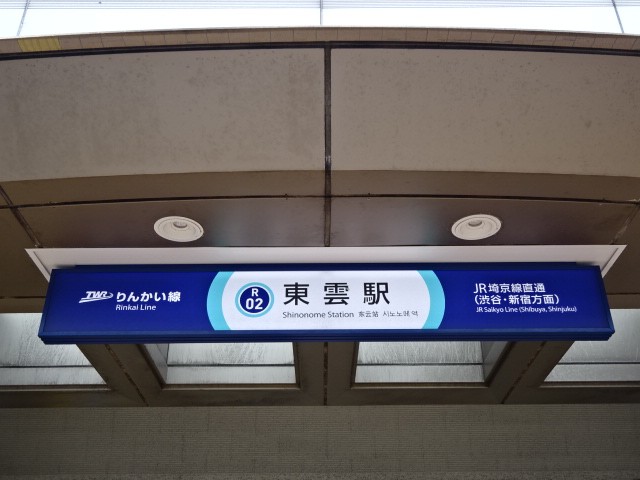 TWR りんかい線
Rinkai Line
R
02
東雲駅
Shinonome Station 东云站 시노노메 역
JR埼京線直通
(渋谷・新宿方面)
JR Saikyo Line (Shibuya, Shinjuku)